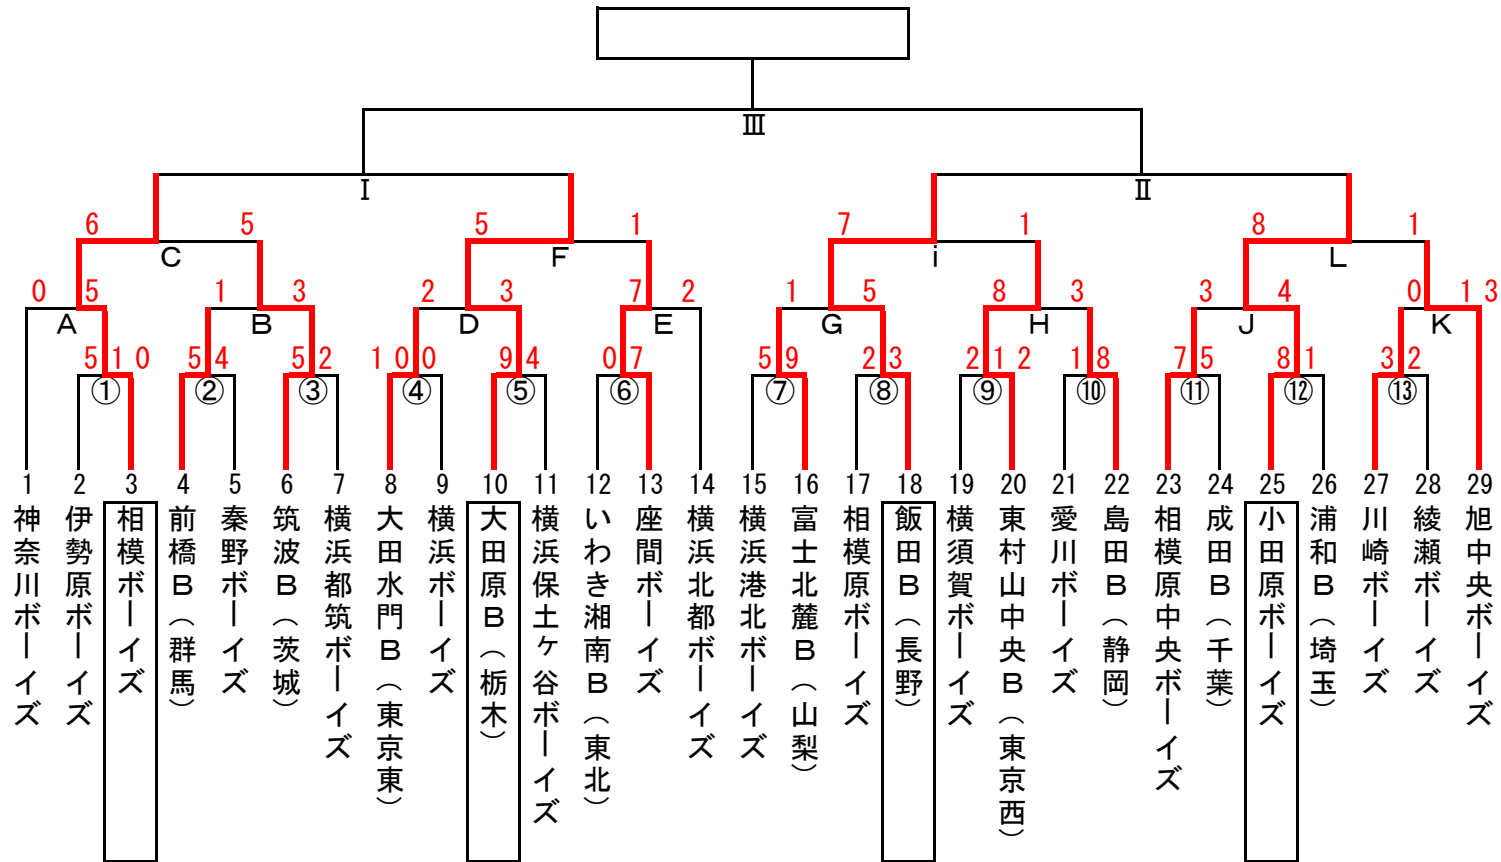 Ⅲ
Ⅰ Ⅱ
6 5 5 1 7 1 8 1
C F i L
0 5 1 3 2 3 7 2 1 5 8 3 3 4 0 13
A B D E G H J K
5 10 5 4 5 2 10 0 9 4 0 7 5 9 2 3 2 12 1 8 7 5 8 1 3 2
① ② ③ ④ ⑤ ⑥ ⑦ ⑧ ⑨ ⑩ ⑪ ⑫ ⑬
1 2 3 4 5 6 7 8 9 10 11 12 13 14 15 16 17 18 19 20 21 22 23 24 25 26 27 28 29
神奈川ボーイズ
伊勢原ボーイズ
相模ボーイズ
前橋B(群馬)
秦野ボーイズ
筑波B(茨城)
横浜都筑ボーイズ
大田水門B(東京東)
横浜ボーイズ
大田原B(栃木)
横浜保土ヶ谷ボーイズ
いわき湘南B(東北)
座間ボーイズ
横浜北都ボーイズ
横浜港北ボーイズ
富士北麓B(山梨)
相模原ボーイズ
飯田B(長野)
横須賀ボーイズ
東村山中央B(東京西)
愛川ボーイズ
島田B(静岡)
相模原中央ボーイズ
成田B(千葉)
小田原ボーイズ
浦和B(埼玉)
川崎ボーイズ
綾瀬ボーイズ
旭中央ボーイズ